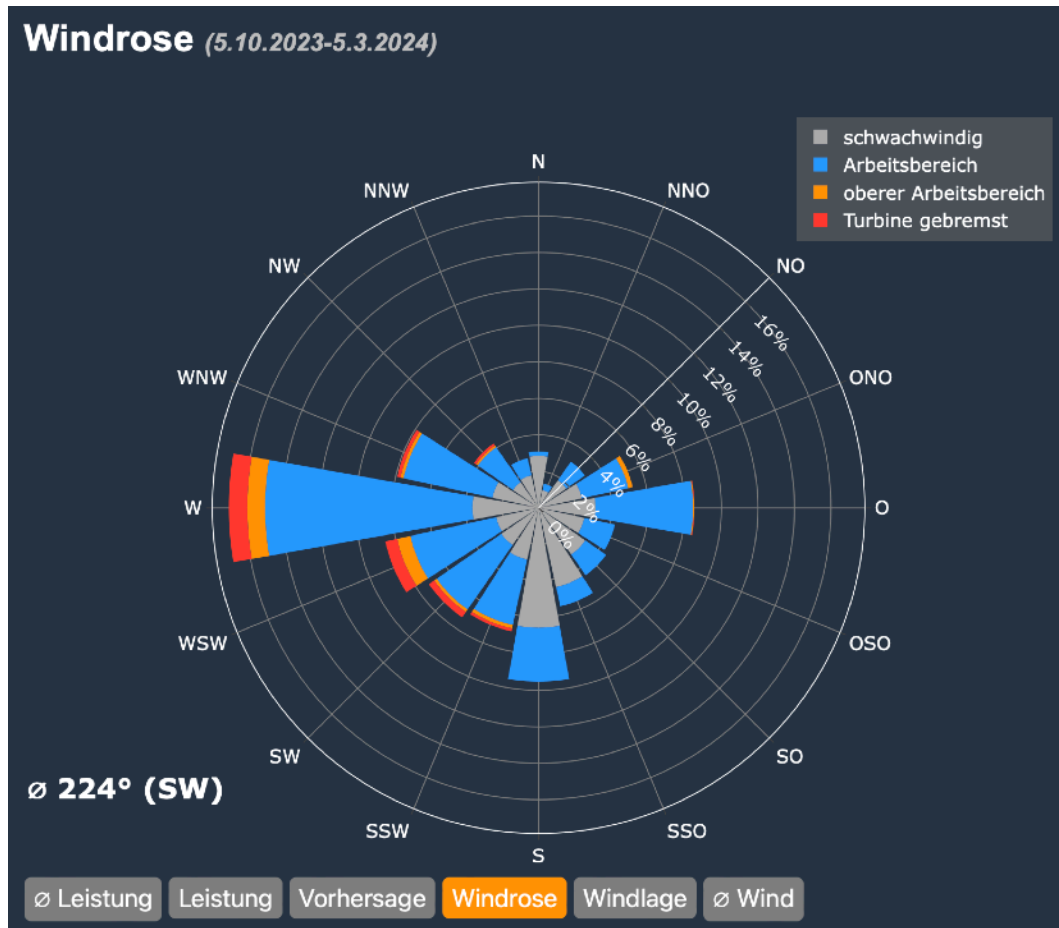 Windrose (5.10.2023-5.3.2024)
schwachwindig
Arbeitsbereich
oberer Arbeitsbereich
Turbine gebremst
N
NNW
NNO
NW
NO
WNW
ONO
W
O
WSW
OSO
SW
SO
SSW
SSO
S
16%
14%
12%
10%
8%
6%
4%
2%
0%
⌀ 224° (SW)
⌀ Leistung Leistung Vorhersage Windrose Windlage ⌀ Wind